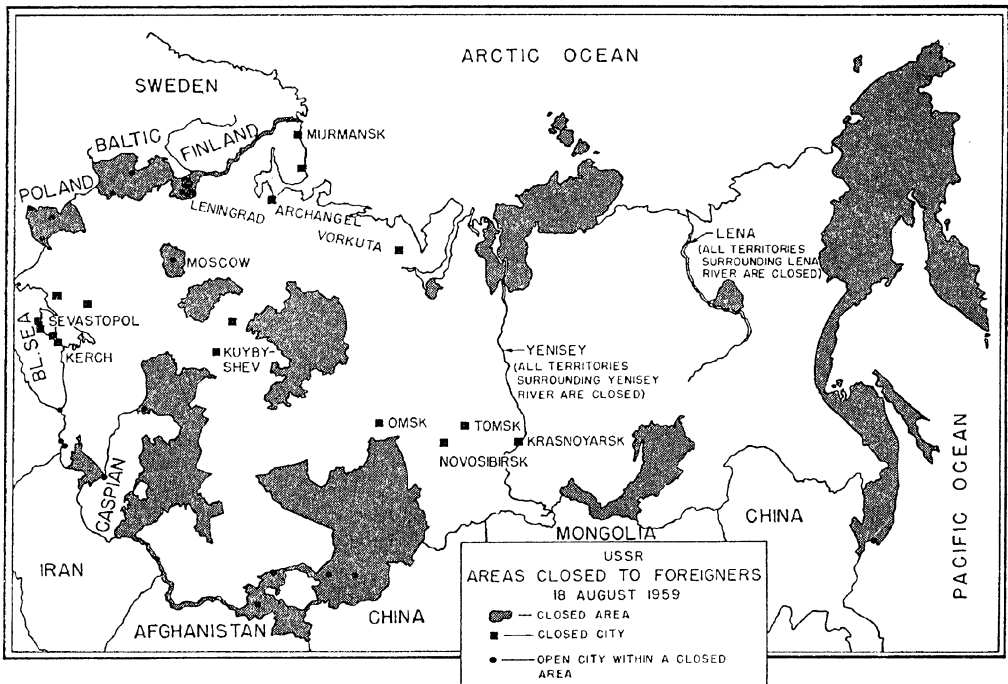 ARCTIC OCEAN
SWEDEN
FINLAND
BALTIC
POLAND
MURMANSK
LENINGRAD
ARCHANGEL
VORKUTA
MOSCOW
LENA
(ALL TERRITORIES
SURROUNDING LENA
RIVER ARE CLOSED)
BL. SEA
SEVASTOPOL
KERCH
KUYBY-
SHEV
YENISEY
(ALL TERRITORIES
SURROUNDING YENISEY
RIVER ARE CLOSED)
OMSK
TOMSK
NOVOSIBIRSK
KRASNOYARSK
CASPIAN
IRAN
AFGHANISTAN
CHINA
MONGOLIA
CHINA
PACIFIC OCEAN
USSR
AREAS CLOSED TO FOREIGNERS
18 AUGUST 1959
— CLOSED AREA
— CLOSED CITY
— OPEN CITY WITHIN A CLOSED
AREA